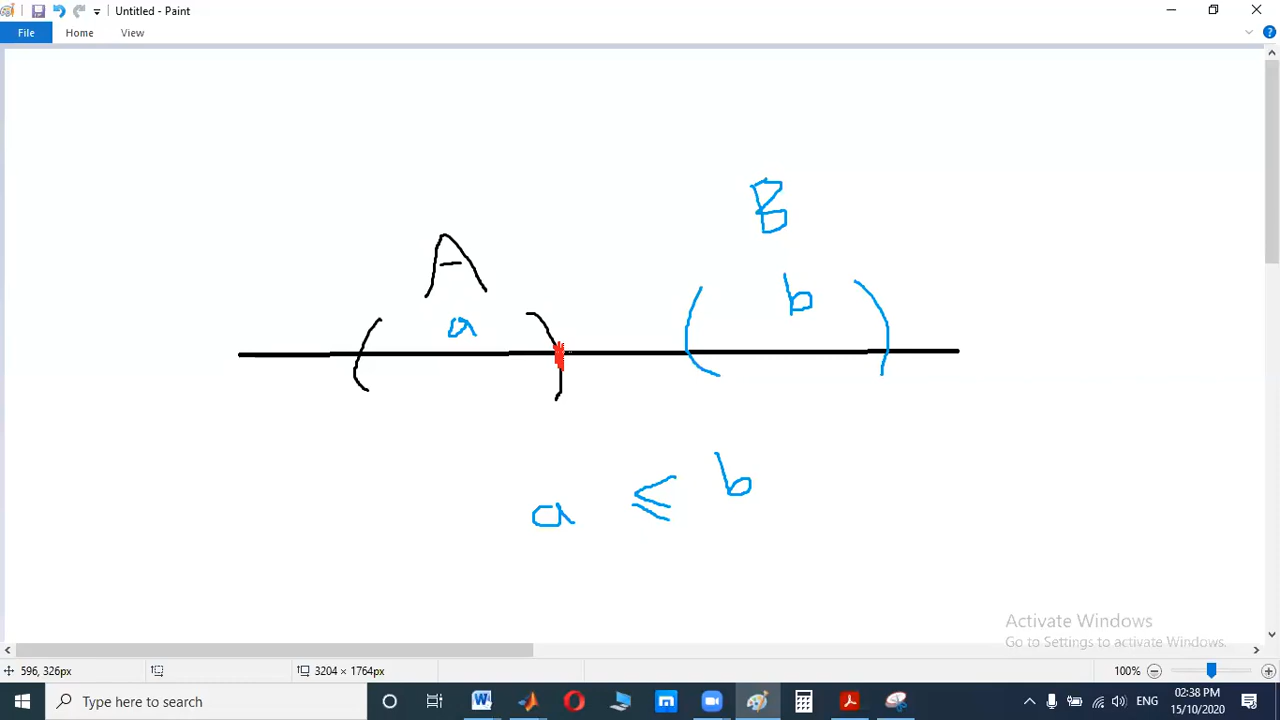 Untitled - Paint
File Home View
B
A
b
a
( ) ( )
a ≤ b
Activate Windows
Go to Settings to activate Windows.
596, 326px 3204 × 1764px 100%
Type here to search
ENG
02:38 PM
15/10/2020